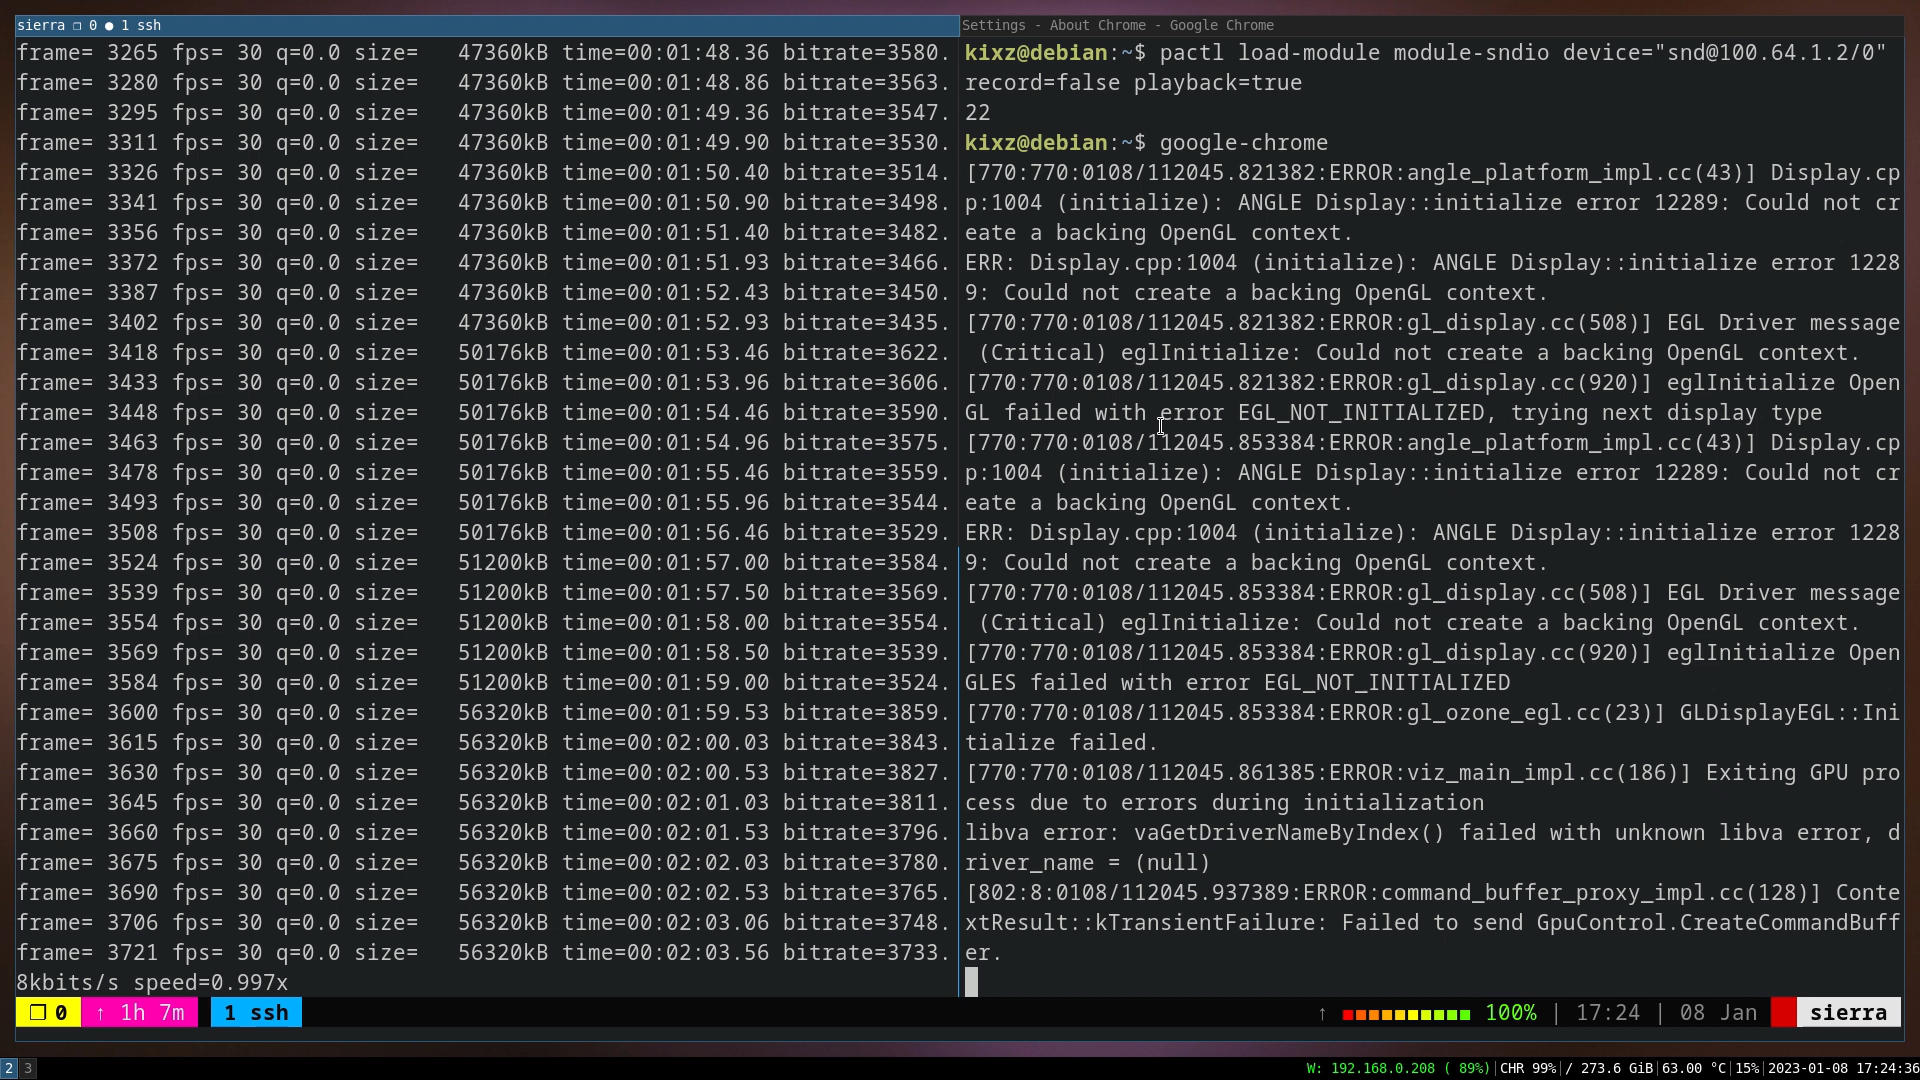 sierra ❐ 0 ● 1 ssh
Settings - About Chrome - Google Chrome
frame= 3265 fps= 30 q=0.0 size=   47360kB time=00:01:48.36 bitrate=3580.
frame= 3280 fps= 30 q=0.0 size=   47360kB time=00:01:48.86 bitrate=3563.
frame= 3295 fps= 30 q=0.0 size=   47360kB time=00:01:49.36 bitrate=3547.
frame= 3311 fps= 30 q=0.0 size=   47360kB time=00:01:49.90 bitrate=3530.
frame= 3326 fps= 30 q=0.0 size=   47360kB time=00:01:50.40 bitrate=3514.
frame= 3341 fps= 30 q=0.0 size=   47360kB time=00:01:50.90 bitrate=3498.
frame= 3356 fps= 30 q=0.0 size=   47360kB time=00:01:51.40 bitrate=3482.
frame= 3372 fps= 30 q=0.0 size=   47360kB time=00:01:51.93 bitrate=3466.
frame= 3387 fps= 30 q=0.0 size=   47360kB time=00:01:52.43 bitrate=3450.
frame= 3402 fps= 30 q=0.0 size=   47360kB time=00:01:52.93 bitrate=3435.
frame= 3418 fps= 30 q=0.0 size=   50176kB time=00:01:53.46 bitrate=3622.
frame= 3433 fps= 30 q=0.0 size=   50176kB time=00:01:53.96 bitrate=3606.
frame= 3448 fps= 30 q=0.0 size=   50176kB time=00:01:54.46 bitrate=3590.
frame= 3463 fps= 30 q=0.0 size=   50176kB time=00:01:54.96 bitrate=3575.
frame= 3478 fps= 30 q=0.0 size=   50176kB time=00:01:55.46 bitrate=3559.
frame= 3493 fps= 30 q=0.0 size=   50176kB time=00:01:55.96 bitrate=3544.
frame= 3508 fps= 30 q=0.0 size=   50176kB time=00:01:56.46 bitrate=3529.
frame= 3524 fps= 30 q=0.0 size=   51200kB time=00:01:57.00 bitrate=3584.
frame= 3539 fps= 30 q=0.0 size=   51200kB time=00:01:57.50 bitrate=3569.
frame= 3554 fps= 30 q=0.0 size=   51200kB time=00:01:58.00 bitrate=3554.
frame= 3569 fps= 30 q=0.0 size=   51200kB time=00:01:58.50 bitrate=3539.
frame= 3584 fps= 30 q=0.0 size=   51200kB time=00:01:59.00 bitrate=3524.
frame= 3600 fps= 30 q=0.0 size=   56320kB time=00:01:59.53 bitrate=3859.
frame= 3615 fps= 30 q=0.0 size=   56320kB time=00:02:00.03 bitrate=3843.
frame= 3630 fps= 30 q=0.0 size=   56320kB time=00:02:00.53 bitrate=3827.
frame= 3645 fps= 30 q=0.0 size=   56320kB time=00:02:01.03 bitrate=3811.
frame= 3660 fps= 30 q=0.0 size=   56320kB time=00:02:01.53 bitrate=3796.
frame= 3675 fps= 30 q=0.0 size=   56320kB time=00:02:02.03 bitrate=3780.
frame= 3690 fps= 30 q=0.0 size=   56320kB time=00:02:02.53 bitrate=3765.
frame= 3706 fps= 30 q=0.0 size=   56320kB time=00:02:03.06 bitrate=3748.
frame= 3721 fps= 30 q=0.0 size=   56320kB time=00:02:03.56 bitrate=3733.
8kbits/s speed=0.997x
kixz@debian:~$ pactl load-module module-sndio device="snd@100.64.1.2/0"
record=false playback=true
22
kixz@debian:~$ google-chrome
[770:770:0108/112045.821382:ERROR:angle_platform_impl.cc(43)] Display.cp
p:1004 (initialize): ANGLE Display::initialize error 12289: Could not cr
eate a backing OpenGL context.
ERR: Display.cpp:1004 (initialize): ANGLE Display::initialize error 1228
9: Could not create a backing OpenGL context.
[770:770:0108/112045.821382:ERROR:gl_display.cc(508)] EGL Driver message
 (Critical) eglInitialize: Could not create a backing OpenGL context.
[770:770:0108/112045.821382:ERROR:gl_display.cc(920)] eglInitialize Open
GL failed with error EGL_NOT_INITIALIZED, trying next display type
[770:770:0108/112045.853384:ERROR:angle_platform_impl.cc(43)] Display.cp
p:1004 (initialize): ANGLE Display::initialize error 12289: Could not cr
eate a backing OpenGL context.
ERR: Display.cpp:1004 (initialize): ANGLE Display::initialize error 1228
9: Could not create a backing OpenGL context.
[770:770:0108/112045.853384:ERROR:gl_display.cc(508)] EGL Driver message
 (Critical) eglInitialize: Could not create a backing OpenGL context.
[770:770:0108/112045.853384:ERROR:gl_display.cc(920)] eglInitialize Open
GLES failed with error EGL_NOT_INITIALIZED
[770:770:0108/112045.853384:ERROR:gl_ozone_egl.cc(23)] GLDisplayEGL::Ini
tialize failed.
[770:770:0108/112045.861385:ERROR:viz_main_impl.cc(186)] Exiting GPU pro
cess due to errors during initialization
libva error: vaGetDriverNameByIndex() failed with unknown libva error, d
river_name = (null)
[802:8:0108/112045.937389:ERROR:command_buffer_proxy_impl.cc(128)] Conte
xtResult::kTransientFailure: Failed to send GpuControl.CreateCommandBuff
er.
❐ 0 ↑ 1h 7m 1 ssh
↑ 100% | 17:24 | 08 Jan sierra
2 3
W: 192.168.0.208 ( 89%)|CHR 99%|/ 273.6 GiB|63.00 °C|15%|2023-01-08 17:24:36